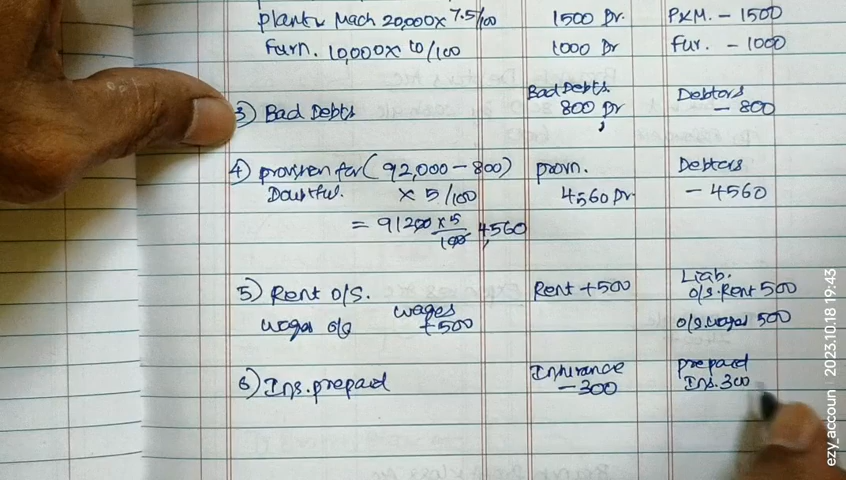 plant & Mach 20,000 x 7.5/100 1500 Dr. P&M. - 1500
Furn. 10,000 x 10/100 1000 Dr Fur. - 1000
3) Bad Debts Bad Debts. 800 Dr Debtors - 800
4) provision for (92,000 - 800) provn. Debtors
Doubtful. x 5/100 4560 Dr. - 4560
= 91200 x 5/100 4,560
5) Rent O/S. Rent +500 Liab. O/S. Rent 500
wages o/s wages +500 O/S. wages 500
6) Ins. prepaid Insurance - 300 prepaid Ins. 300
ezy_accoun 2023.10.18 19:43